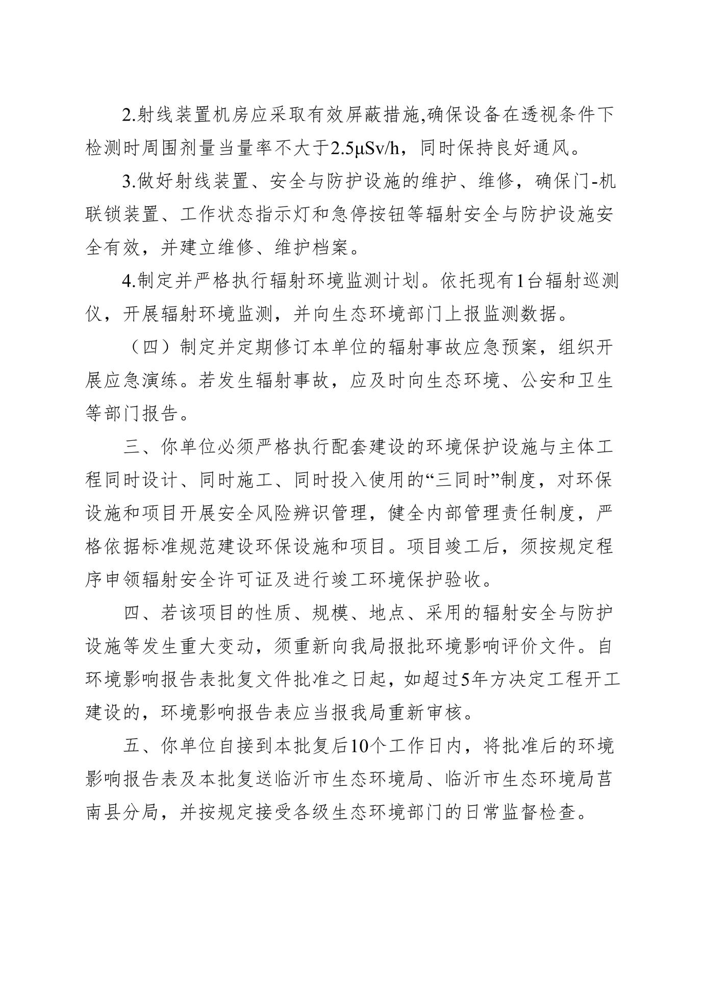 2.射线装置机房应采取有效屏蔽措施,确保设备在透视条件下
检测时周围剂量当量率不大于2.5μSv/h，同时保持良好通风。
3.做好射线装置、安全与防护设施的维护、维修，确保门-机
联锁装置、工作状态指示灯和急停按钮等辐射安全与防护设施安
全有效，并建立维修、维护档案。
4.制定并严格执行辐射环境监测计划。依托现有1台辐射巡测
仪，开展辐射环境监测，并向生态环境部门上报监测数据。
（四）制定并定期修订本单位的辐射事故应急预案，组织开
展应急演练。若发生辐射事故，应及时向生态环境、公安和卫生
等部门报告。
三、你单位必须严格执行配套建设的环境保护设施与主体工
程同时设计、同时施工、同时投入使用的“三同时”制度，对环保
设施和项目开展安全风险辨识管理，健全内部管理责任制度，严
格依据标准规范建设环保设施和项目。项目竣工后，须按规定程
序申领辐射安全许可证及进行竣工环境保护验收。
四、若该项目的性质、规模、地点、采用的辐射安全与防护
设施等发生重大变动，须重新向我局报批环境影响评价文件。自
环境影响报告表批复文件批准之日起，如超过5年方决定工程开工
建设的，环境影响报告表应当报我局重新审核。
五、你单位自接到本批复后10个工作日内，将批准后的环境
影响报告表及本批复送临沂市生态环境局、临沂市生态环境局莒
南县分局，并按规定接受各级生态环境部门的日常监督检查。